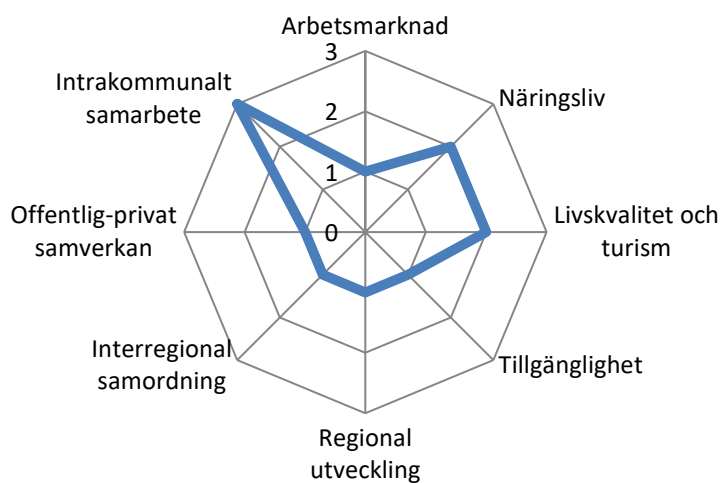 Arbetsmarknad
3
Intrakommunalt
samarbete
Näringsliv
2
1
Offentlig-privat
samverkan
0
Livskvalitet och
turism
Interregional
samordning
Tillgänglighet
Regional
utveckling